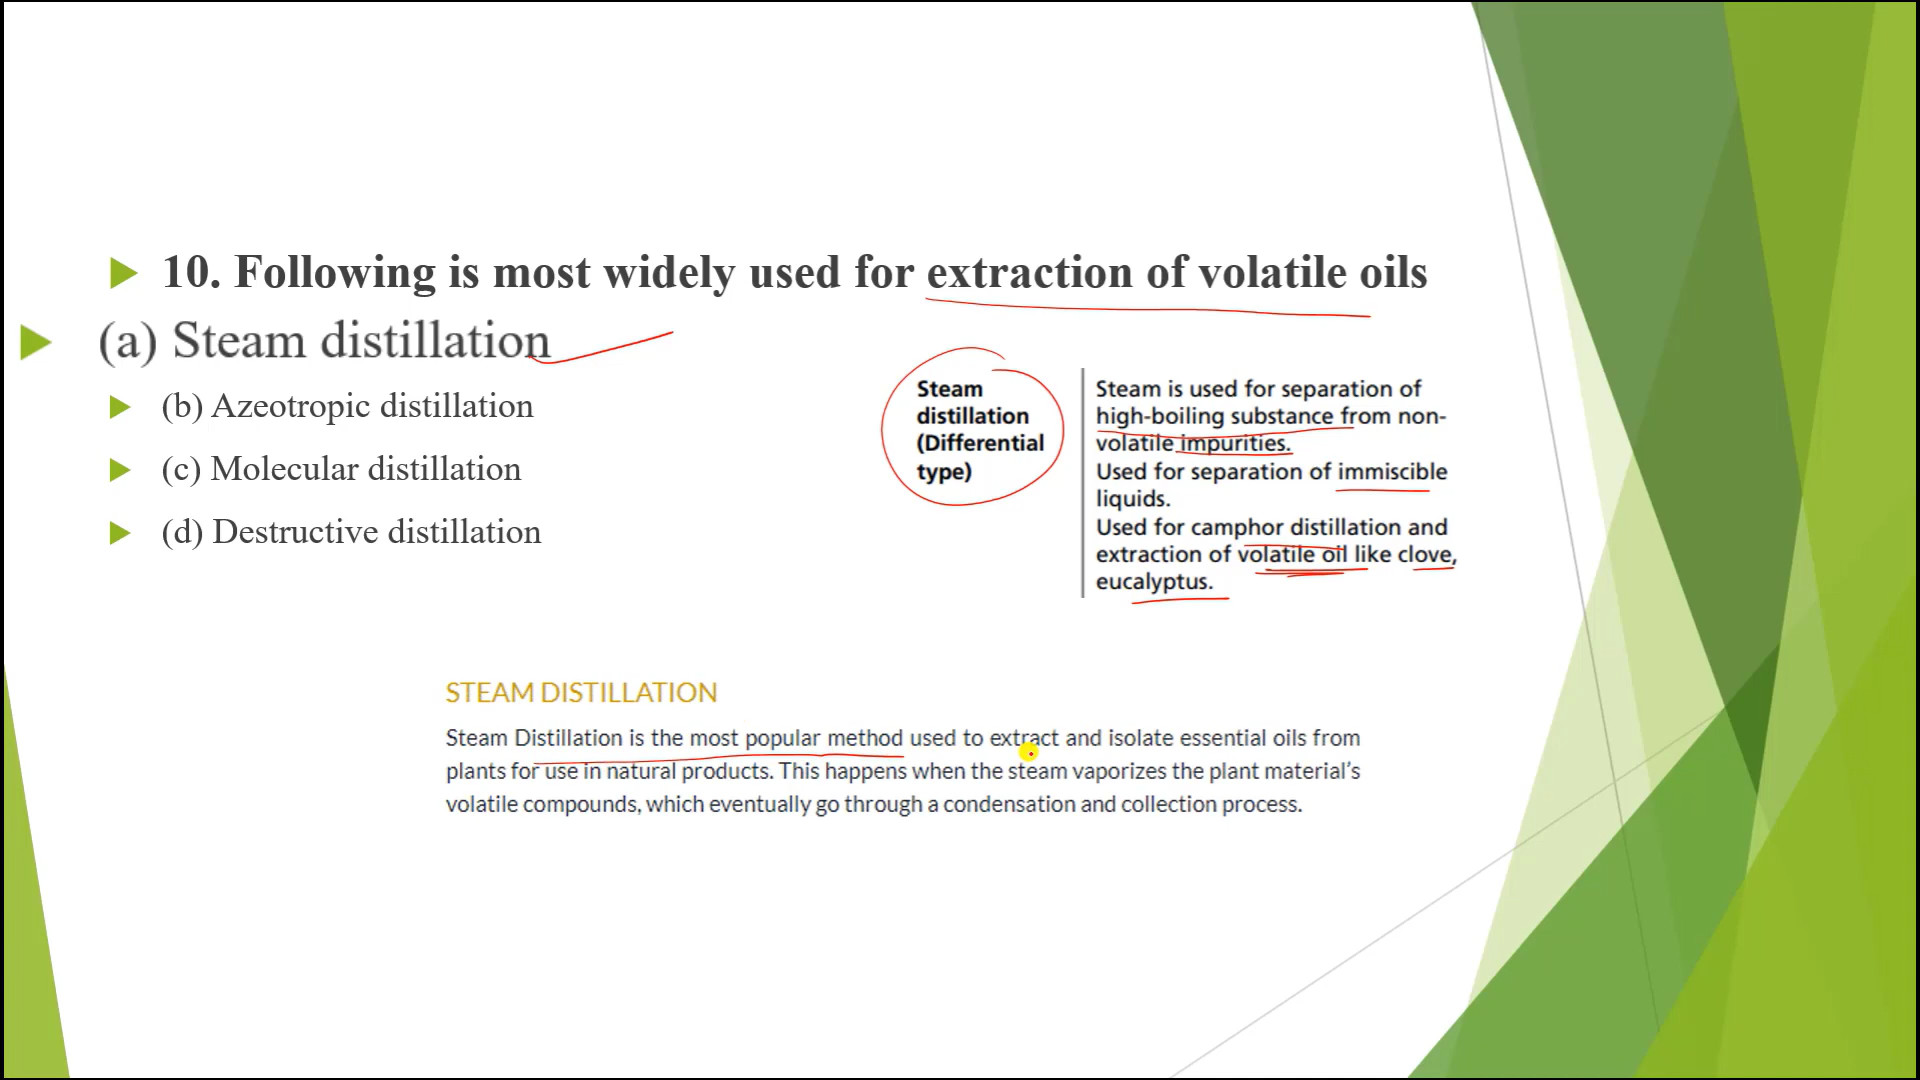 10. Following is most widely used for extraction of volatile oils
(a) Steam distillation
(b) Azeotropic distillation
(c) Molecular distillation
(d) Destructive distillation
Steam
distillation
(Differential
type)
Steam is used for separation of
high-boiling substance from non-
volatile impurities.
Used for separation of immiscible
liquids.
Used for camphor distillation and
extraction of volatile oil like clove,
eucalyptus.
STEAM DISTILLATION
Steam Distillation is the most popular method used to extract and isolate essential oils from
plants for use in natural products. This happens when the steam vaporizes the plant material’s
volatile compounds, which eventually go through a condensation and collection process.